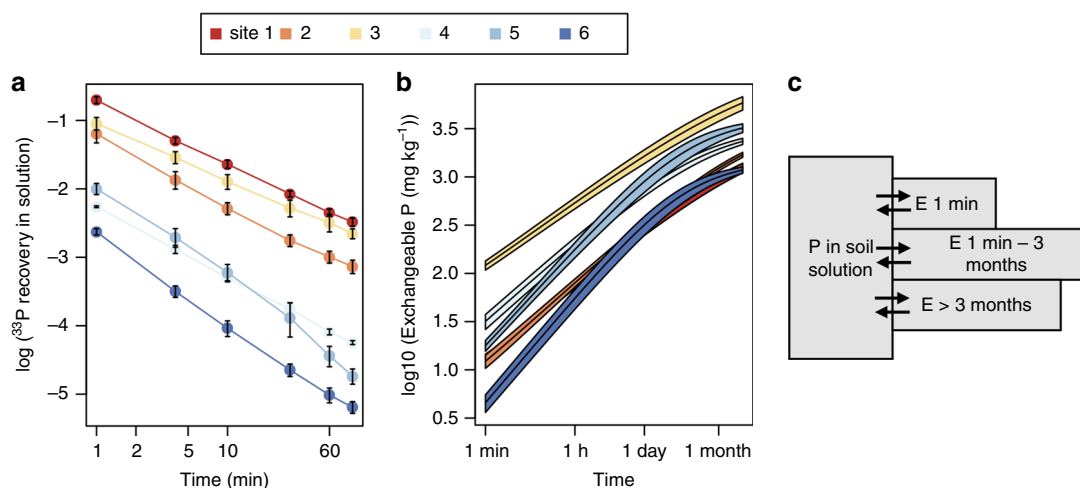 site 1 2 3 4 5 6
a
log (³³P recovery in solution)
−1
−2
−3
−4
−5
1 2 5 10 60
Time (min)
b
log10 (Exchangeable P (mg kg⁻¹))
3.5
3.0
2.5
2.0
1.5
1.0
0.5
1 min 1 h 1 day 1 month
Time
c
P in soil
solution
E 1 min
E 1 min – 3
months
E > 3 months